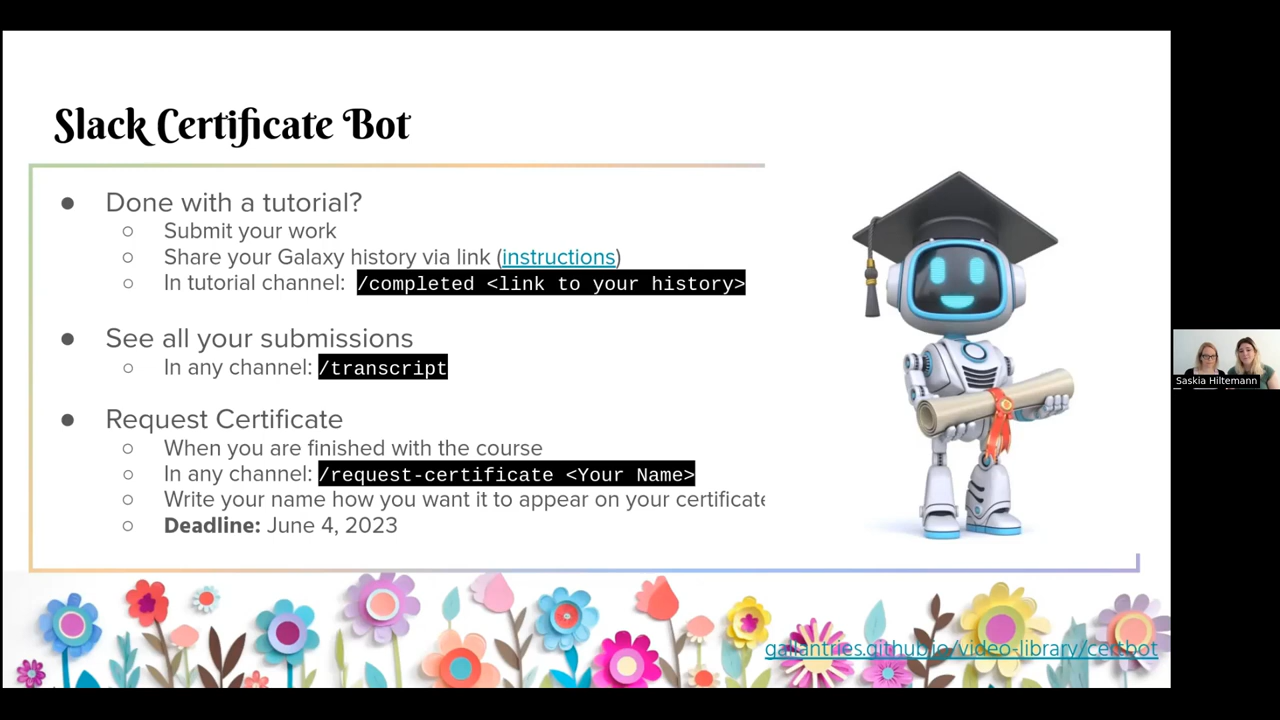 Slack Certificate Bot
● Done with a tutorial?
○ Submit your work
○ Share your Galaxy history via link (instructions)
○ In tutorial channel: /completed <link to your history>
● See all your submissions
○ In any channel: /transcript
● Request Certificate
○ When you are finished with the course
○ In any channel: /request-certificate <Your Name>
○ Write your name how you want it to appear on your certificate
○ Deadline: June 4, 2023
gallantries.github.io/video-library/certbot
Saskia Hiltemann